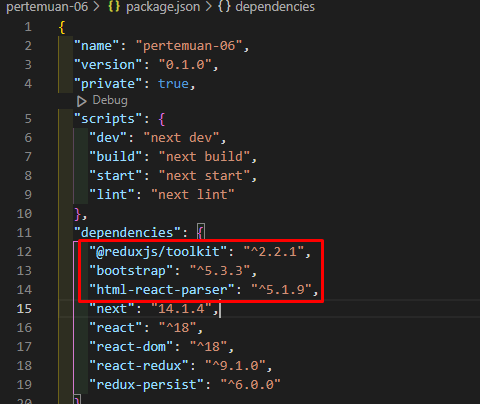 pertemuan-06 > {} package.json > {} dependencies
1 {
2 "name": "pertemuan-06",
3 "version": "0.1.0",
4 "private": true,
Debug
5 "scripts": {
6 "dev": "next dev",
7 "build": "next build",
8 "start": "next start",
9 "lint": "next lint"
10 },
11 "dependencies": {
12 "@reduxjs/toolkit": "^2.2.1",
13 "bootstrap": "^5.3.3",
14 "html-react-parser": "^5.1.9",
15 "next": "14.1.4",
16 "react": "^18",
17 "react-dom": "^18",
18 "react-redux": "^9.1.0",
19 "redux-persist": "^6.0.0"
20 }